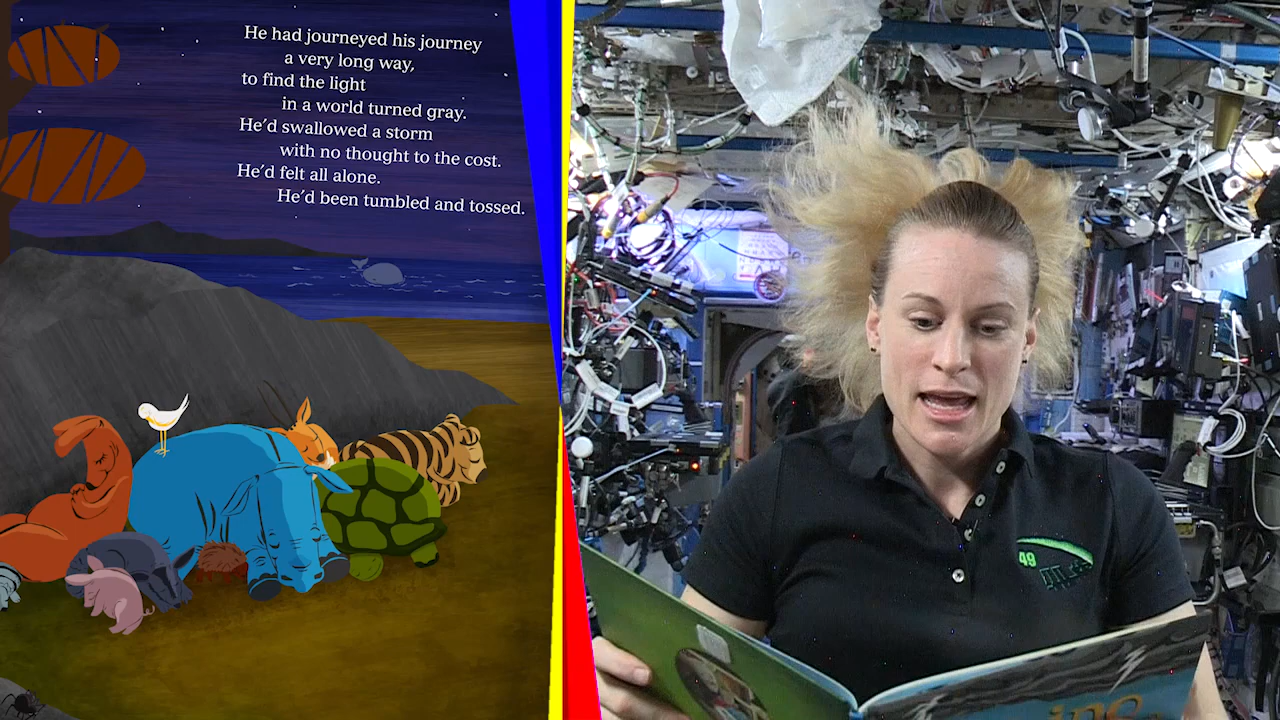 He had journeyed his journey
a very long way,
to find the light
in a world turned gray.
He'd swallowed a storm
with no thought to the cost.
He'd felt all alone.
He'd been tumbled and tossed.
49